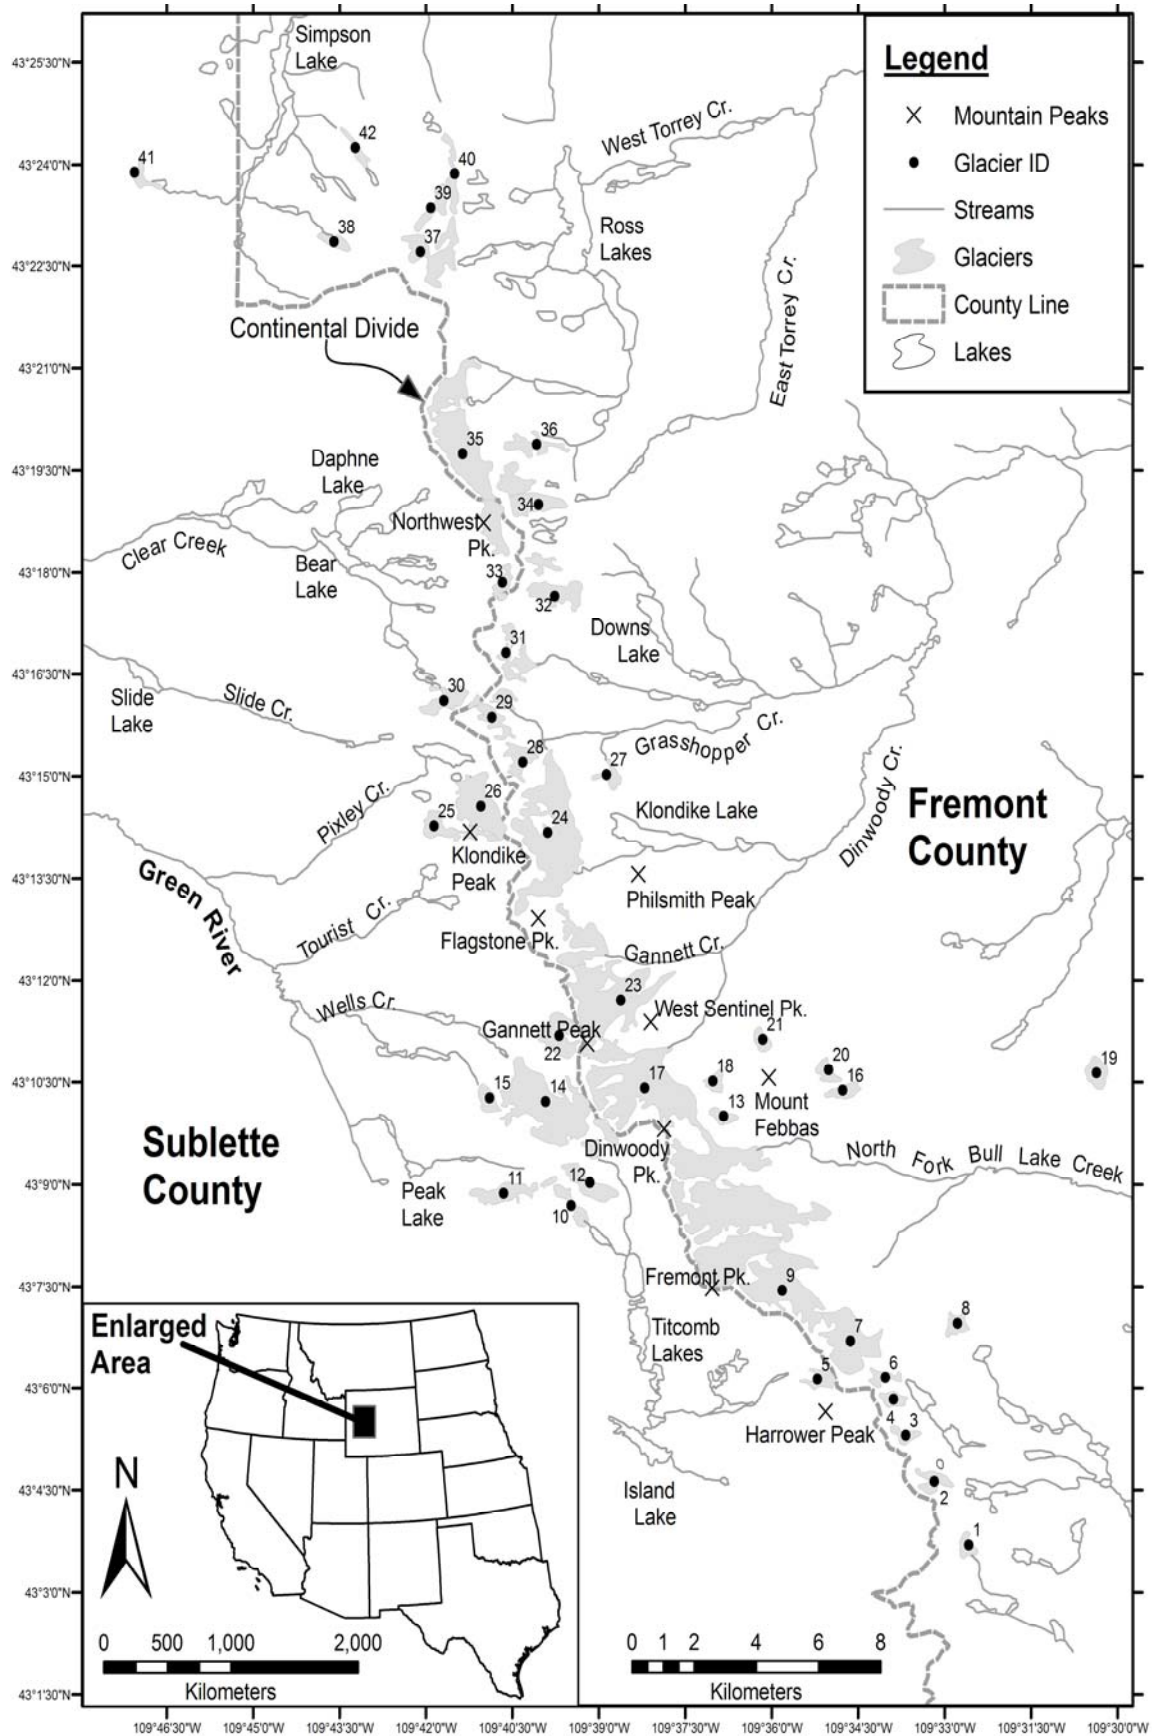 Simpson
Lake
Legend
Mountain Peaks
Glacier ID
Streams
Glaciers
County Line
Lakes
43°25'30"N
43°24'0"N
43°22'30"N
43°21'0"N
43°19'30"N
43°18'0"N
43°16'30"N
43°15'0"N
43°13'30"N
43°12'0"N
43°10'30"N
43°9'0"N
43°7'30"N
43°6'0"N
43°4'30"N
43°3'0"N
43°1'30"N
West Torrey Cr.
42
41
40
39
38
37
Ross
Lakes
East Torrey Cr.
Continental Divide
36
35
34
Daphne
Lake
Northwest
Pk.
Clear Creek
Bear
Lake
33
32
Downs
Lake
31
30
29
Slide
Lake
Slide Cr.
28
27
Grasshopper Cr.
Dinwoody Cr.
26
25
24
Pixley Cr.
Klondike Lake
Klondike
Peak
Fremont
County
Green River
Philsmith Peak
Tourist Cr.
Flagstone Pk.
Gannett Cr.
23
Wells Cr.
West Sentinel Pk.
Gannett Peak
22
21
20
19
18
17
16
15
14
13
Mount
Febbas
Sublette
County
Dinwoody
Pk.
North Fork Bull Lake Creek
12
11
10
Peak
Lake
Fremont Pk.
9
8
7
6
5
4
3
0
2
1
Titcomb
Lakes
Harrower Peak
Island
Lake
Enlarged
Area
N
0 500 1,000 2,000
Kilometers
0 1 2 4 6 8
Kilometers
109°46'30"W 109°45'0"W 109°43'30"W 109°42'0"W 109°40'30"W 109°39'0"W 109°37'30"W 109°36'0"W 109°34'30"W 109°33'0"W 109°31'30"W 109°30'0"W